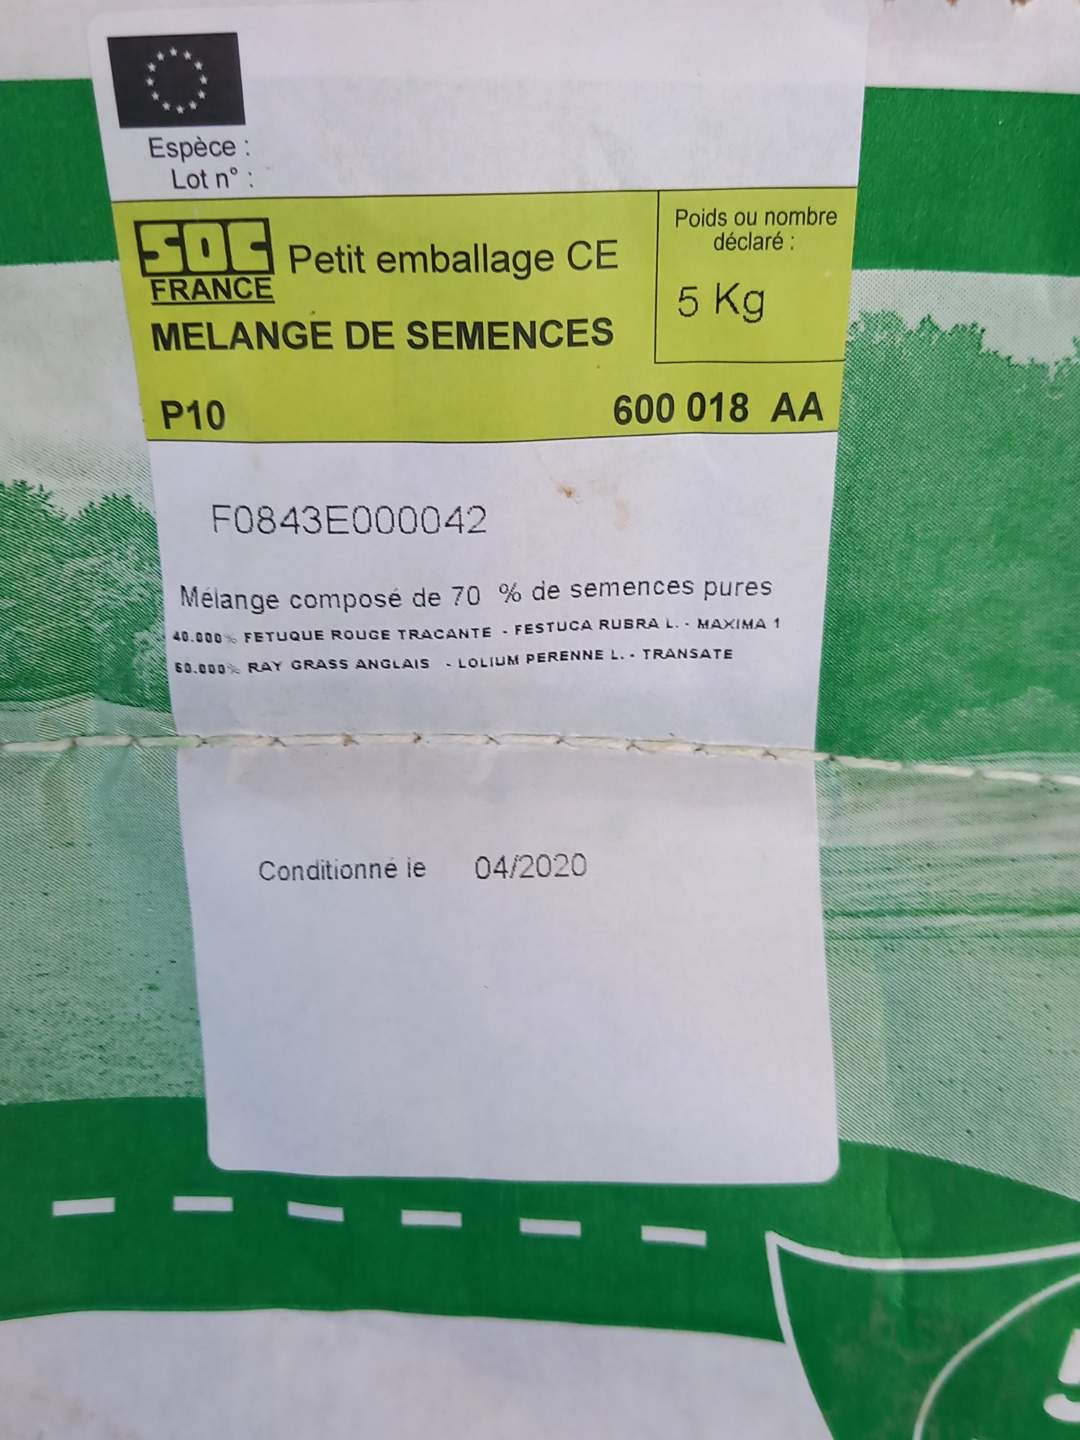 Espèce :
Lot n° :
SOC
FRANCE
Petit emballage CE
Poids ou nombre
déclaré :
5 Kg
MELANGE DE SEMENCES
P10
600 018 AA
F0843E000042
Mélange composé de 70 % de semences pures
40.000% FETUQUE ROUGE TRACANTE - FESTUCA RUBRA L. - MAXIMA 1
60.000% RAY GRASS ANGLAIS - LOLIUM PERENNE L. - TRANSATE
Conditionné le 04/2020